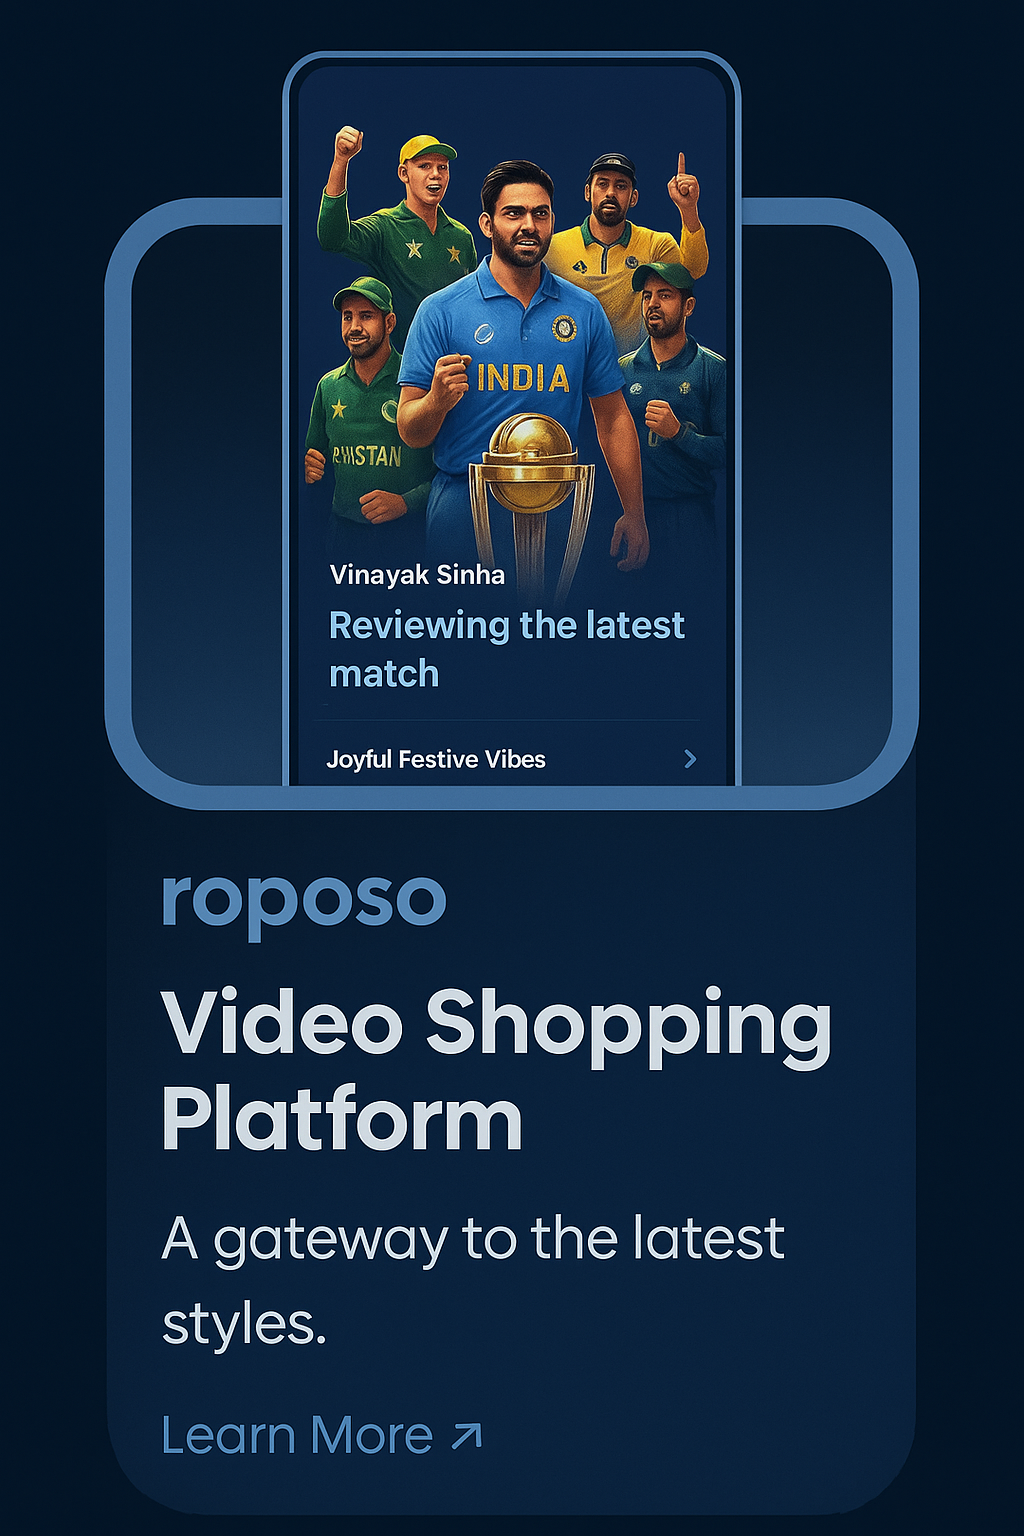 INDIA
Vinayak Sinha
Reviewing the latest
match
Joyful Festive Vibes
roposo
Video Shopping
Platform
A gateway to the latest
styles.
Learn More